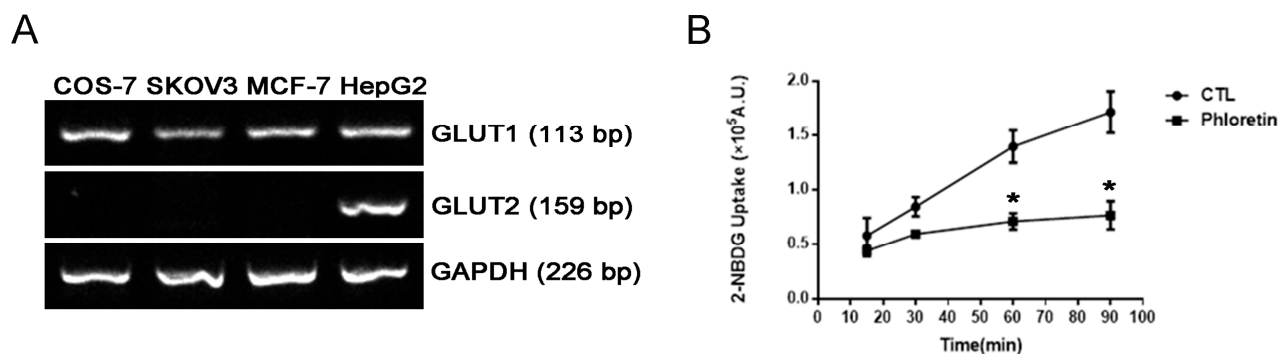 A
COS-7 SKOV3 MCF-7 HepG2
GLUT1 (113 bp)
GLUT2 (159 bp)
GAPDH (226 bp)
B
2-NBDG Uptake (×10⁵A.U.)
2.0
1.5
1.0
0.5
0.0
* *
0 10 20 30 40 50 60 70 80 90 100
Time(min)
CTL
Phloretin